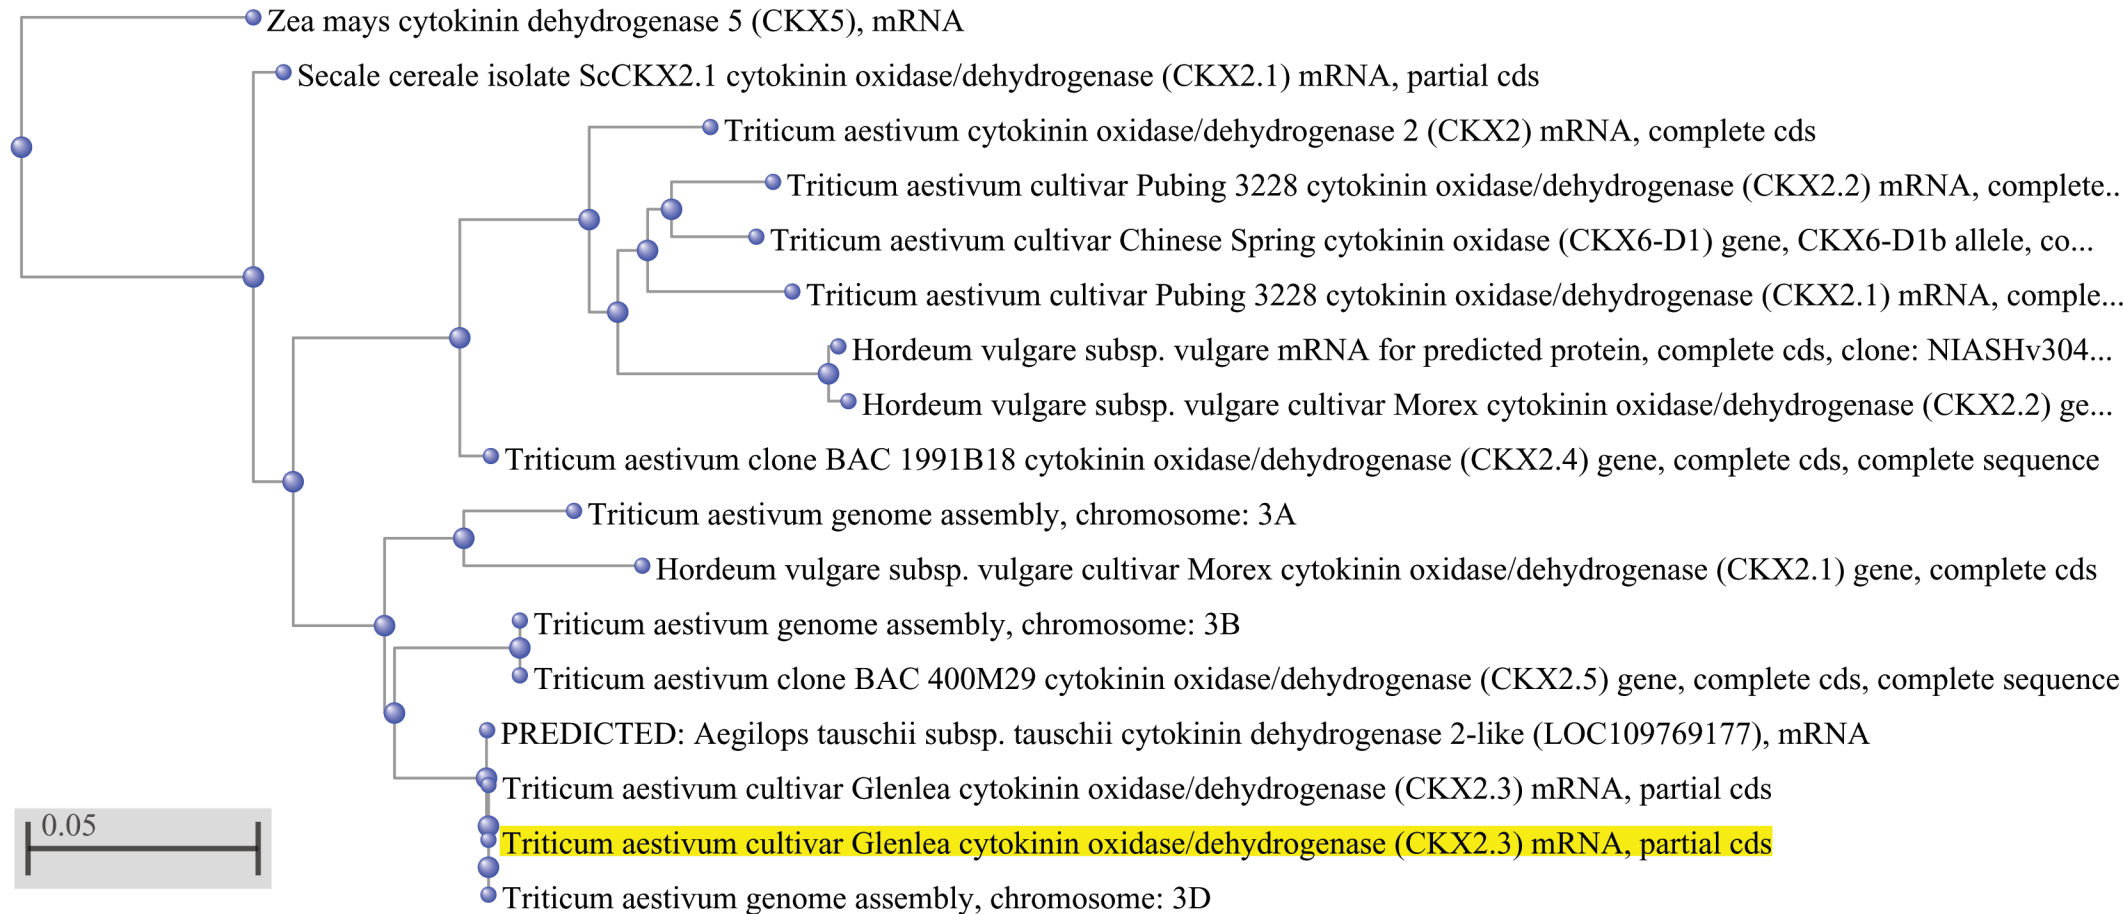 Zea mays cytokinin dehydrogenase 5 (CKX5), mRNA
Secale cereale isolate ScCKX2.1 cytokinin oxidase/dehydrogenase (CKX2.1) mRNA, partial cds
Triticum aestivum cytokinin oxidase/dehydrogenase 2 (CKX2) mRNA, complete cds
Triticum aestivum cultivar Pubing 3228 cytokinin oxidase/dehydrogenase (CKX2.2) mRNA, complete..
Triticum aestivum cultivar Chinese Spring cytokinin oxidase (CKX6-D1) gene, CKX6-D1b allele, co...
Triticum aestivum cultivar Pubing 3228 cytokinin oxidase/dehydrogenase (CKX2.1) mRNA, comple...
Hordeum vulgare subsp. vulgare mRNA for predicted protein, complete cds, clone: NIASHv304...
Hordeum vulgare subsp. vulgare cultivar Morex cytokinin oxidase/dehydrogenase (CKX2.2) ge...
Triticum aestivum clone BAC 1991B18 cytokinin oxidase/dehydrogenase (CKX2.4) gene, complete cds, complete sequence
Triticum aestivum genome assembly, chromosome: 3A
Hordeum vulgare subsp. vulgare cultivar Morex cytokinin oxidase/dehydrogenase (CKX2.1) gene, complete cds
Triticum aestivum genome assembly, chromosome: 3B
Triticum aestivum clone BAC 400M29 cytokinin oxidase/dehydrogenase (CKX2.5) gene, complete cds, complete sequence
PREDICTED: Aegilops tauschii subsp. tauschii cytokinin dehydrogenase 2-like (LOC109769177), mRNA
Triticum aestivum cultivar Glenlea cytokinin oxidase/dehydrogenase (CKX2.3) mRNA, partial cds
0.05
Triticum aestivum cultivar Glenlea cytokinin oxidase/dehydrogenase (CKX2.3) mRNA, partial cds
Triticum aestivum genome assembly, chromosome: 3D